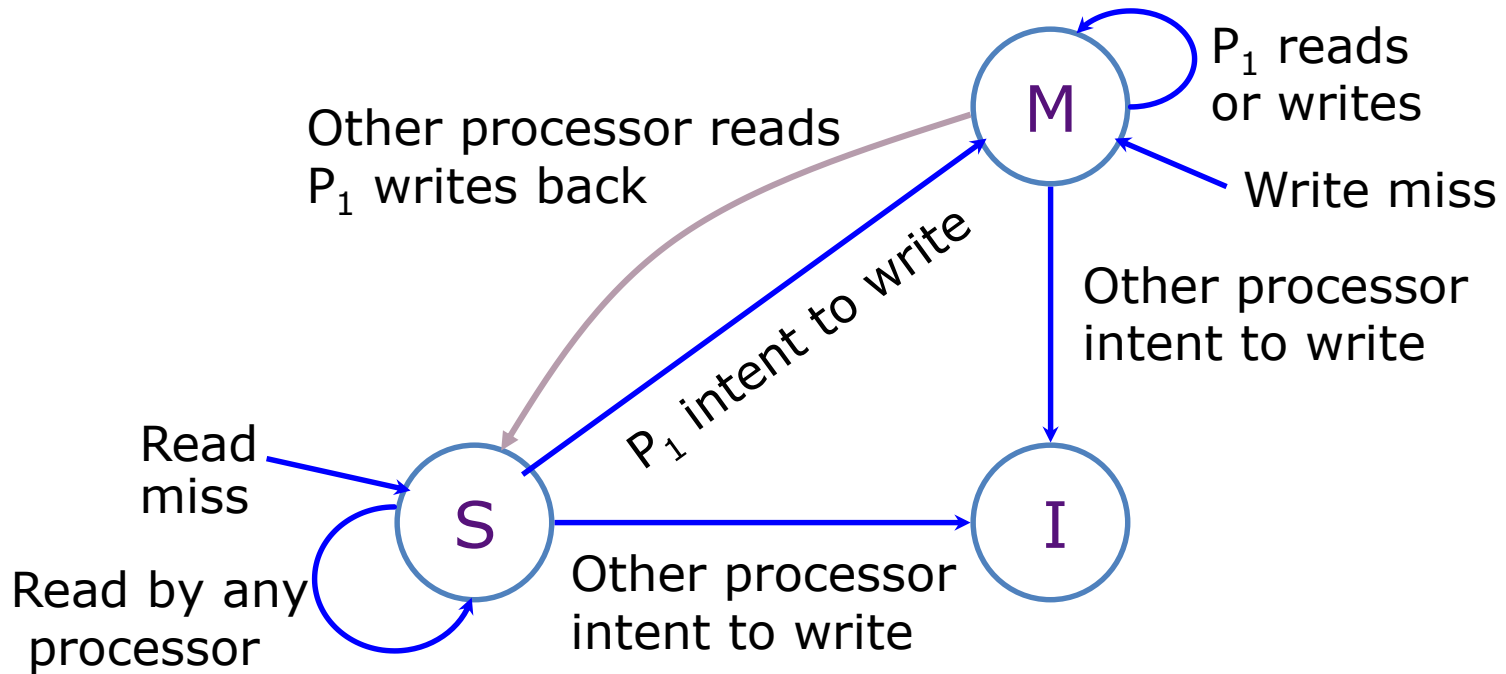 M
P₁ reads
or writes
Other processor reads
P₁ writes back
Write miss
P₁ intent to write
Other processor
intent to write
Read
miss
S
I
Read by any
processor
Other processor
intent to write